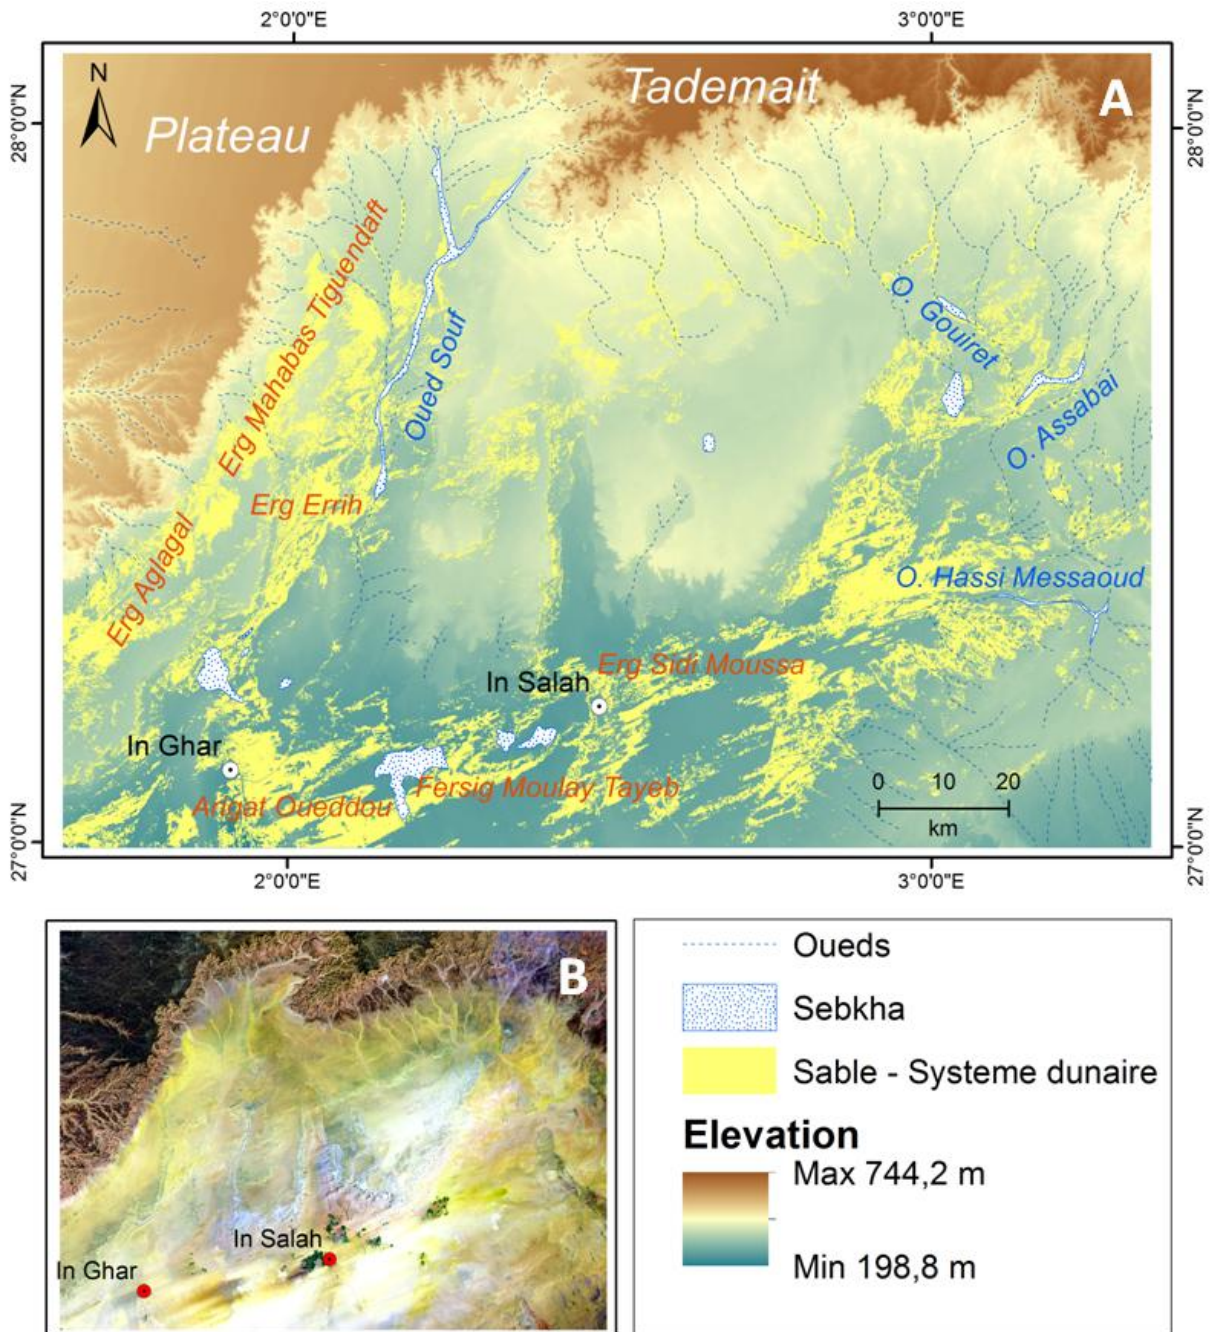 2°0'0"E
3°0'0"E
N
Plateau
Tademait
A
28°0'0"N
28°0'0"N
Erg Mahabas Tiguendaft
Oued Souf
O. Gouiret
O. Assabai
Erg Errih
Erg Aglagal
O. Hassi Messaoud
Erg Sidi Moussa
In Salah
In Ghar
Fersig Moulay Tayeb
Angat Oueddou
0 10 20
km
27°0'0"N
27°0'0"N
2°0'0"E
3°0'0"E
B
In Salah
In Ghar
Oueds
Sebkha
Sable - Systeme dunaire
Elevation
Max 744,2 m
Min 198,8 m